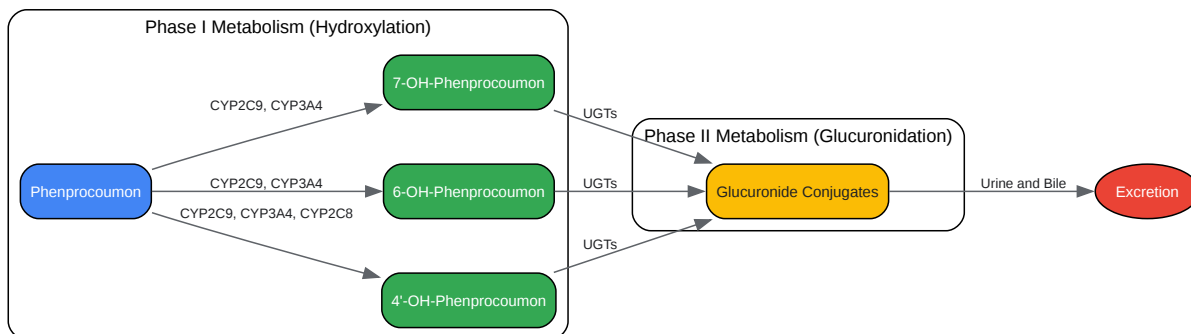 Phase I Metabolism (Hydroxylation)
7-OH-Phenprocoumon
CYP2C9, CYP3A4
UGTs
Phase II Metabolism (Glucuronidation)
Phenprocoumon
CYP2C9, CYP3A4
6-OH-Phenprocoumon
UGTs
Glucuronide Conjugates
Urine and Bile
Excretion
CYP2C9, CYP3A4, CYP2C8
UGTs
4'-OH-Phenprocoumon